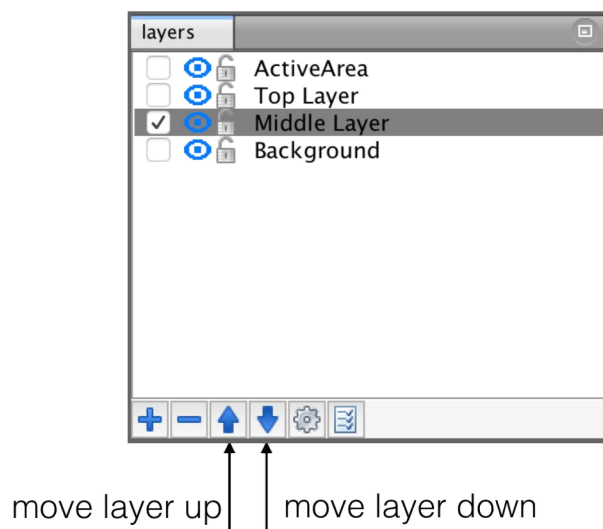 layers
ActiveArea
Top Layer
Middle Layer
Background
move layer up
move layer down